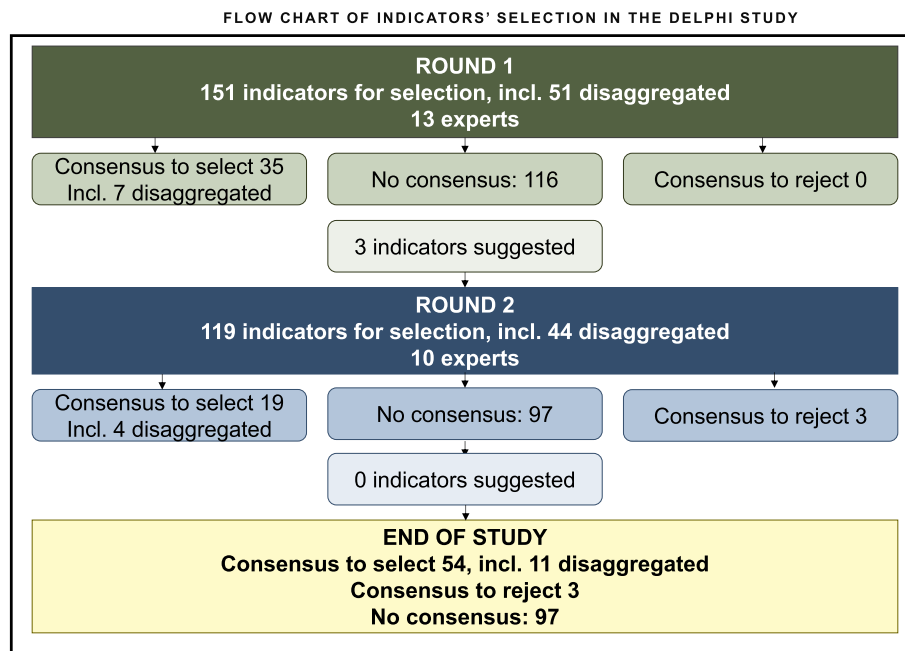 FLOW CHART OF INDICATORS’ SELECTION IN THE DELPHI STUDY
ROUND 1
151 indicators for selection, incl. 51 disaggregated
13 experts
Consensus to select 35
Incl. 7 disaggregated
No consensus: 116
Consensus to reject 0
3 indicators suggested
ROUND 2
119 indicators for selection, incl. 44 disaggregated
10 experts
Consensus to select 19
Incl. 4 disaggregated
No consensus: 97
Consensus to reject 3
0 indicators suggested
END OF STUDY
Consensus to select 54, incl. 11 disaggregated
Consensus to reject 3
No consensus: 97